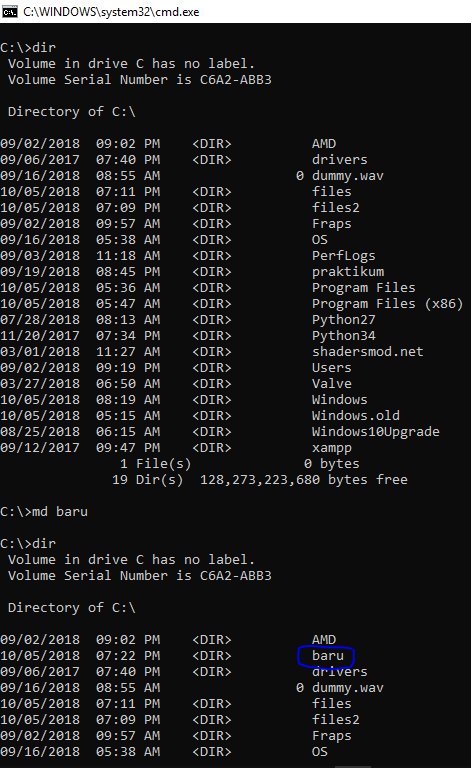 C:\WINDOWS\system32\cmd.exe
C:\>dir
 Volume in drive C has no label.
 Volume Serial Number is C6A2-ABB3
 Directory of C:\
09/02/2018  09:02 PM    <DIR>          AMD
09/06/2017  07:40 PM    <DIR>          drivers
09/16/2018  08:55 AM                 0 dummy.wav
10/05/2018  07:11 PM    <DIR>          files
10/05/2018  07:09 PM    <DIR>          files2
09/02/2018  09:57 AM    <DIR>          Fraps
09/16/2018  05:38 AM    <DIR>          OS
09/03/2018  11:18 AM    <DIR>          PerfLogs
09/19/2018  08:45 PM    <DIR>          praktikum
10/05/2018  05:36 AM    <DIR>          Program Files
10/05/2018  05:47 AM    <DIR>          Program Files (x86)
07/28/2018  08:13 AM    <DIR>          Python27
11/20/2017  07:34 PM    <DIR>          Python34
03/01/2018  11:27 AM    <DIR>          shadersmod.net
09/02/2018  09:19 PM    <DIR>          Users
03/27/2018  06:50 AM    <DIR>          Valve
10/05/2018  08:19 AM    <DIR>          Windows
10/05/2018  05:15 AM    <DIR>          Windows.old
08/25/2018  06:15 AM    <DIR>          Windows10Upgrade
09/12/2017  09:47 PM    <DIR>          xampp
               1 File(s)              0 bytes
              19 Dir(s)  128,273,223,680 bytes free
C:\>md baru
C:\>dir
 Volume in drive C has no label.
 Volume Serial Number is C6A2-ABB3
 Directory of C:\
09/02/2018  09:02 PM    <DIR>          AMD
10/05/2018  07:22 PM    <DIR>          baru
09/06/2017  07:40 PM    <DIR>          drivers
09/16/2018  08:55 AM                 0 dummy.wav
10/05/2018  07:11 PM    <DIR>          files
10/05/2018  07:09 PM    <DIR>          files2
09/02/2018  09:57 AM    <DIR>          Fraps
09/16/2018  05:38 AM    <DIR>          OS